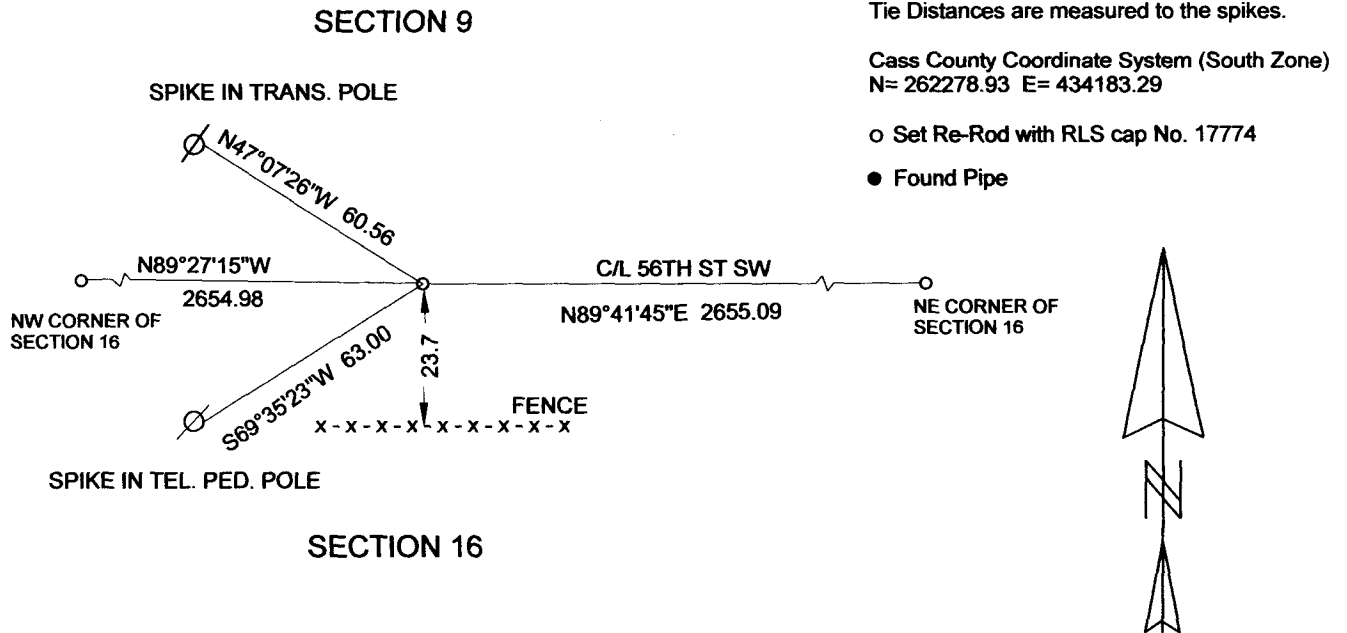 SECTION 9
Tie Distances are measured to the spikes.
Cass County Coordinate System (South Zone)
N= 262278.93 E= 434183.29
o Set Re-Rod with RLS cap No. 17774
● Found Pipe
SPIKE IN TRANS. POLE
N47°07'26"W 60.56
N89°27'15"W
2654.98
C/L 56TH ST SW
N89°41'45"E 2655.09
NW CORNER OF
SECTION 16
NE CORNER OF
SECTION 16
S69°35'23"W 63.00
23.7
FENCE
x - x - x - x - x - x - x - x - x
SPIKE IN TEL. PED. POLE
SECTION 16
N